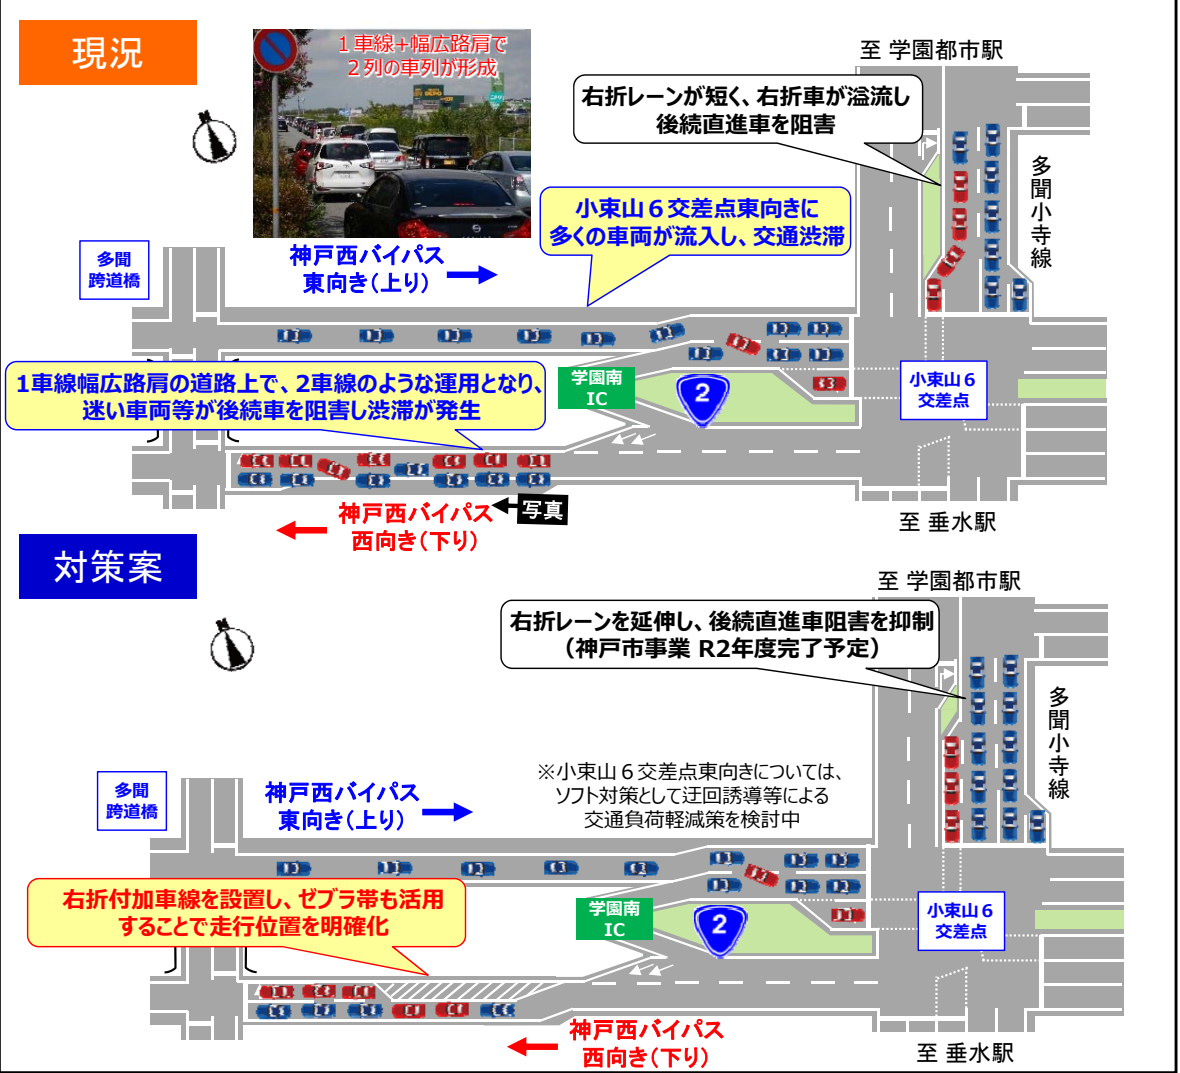 現況
1車線+幅広路肩で
2列の車列が形成
至 学園都市駅
右折レーンが短く、右折車が溢流し
後続直進車を阻害
多聞小寺線
小束山6交差点東向きに
多くの車両が流入し、交通渋滞
神戸西バイパス
東向き(上り)
多聞
跨道橋
1車線幅広路肩の道路上で、2車線のような運用となり、
迷い車両等が後続車を阻害し渋滞が発生
学園南
IC
2
小束山6
交差点
写真
神戸西バイパス
西向き(下り)
至 垂水駅
対策案
至 学園都市駅
右折レーンを延伸し、後続直進車阻害を抑制
(神戸市事業 R2年度完了予定)
多聞小寺線
※小束山6交差点東向きについては、
ソフト対策として迂回誘導等による
交通負荷軽減策を検討中
多聞
跨道橋
神戸西バイパス
東向き(上り)
右折付加車線を設置し、ゼブラ帯も活用
することで走行位置を明確化
学園南
IC
2
小束山6
交差点
神戸西バイパス
西向き(下り)
至 垂水駅